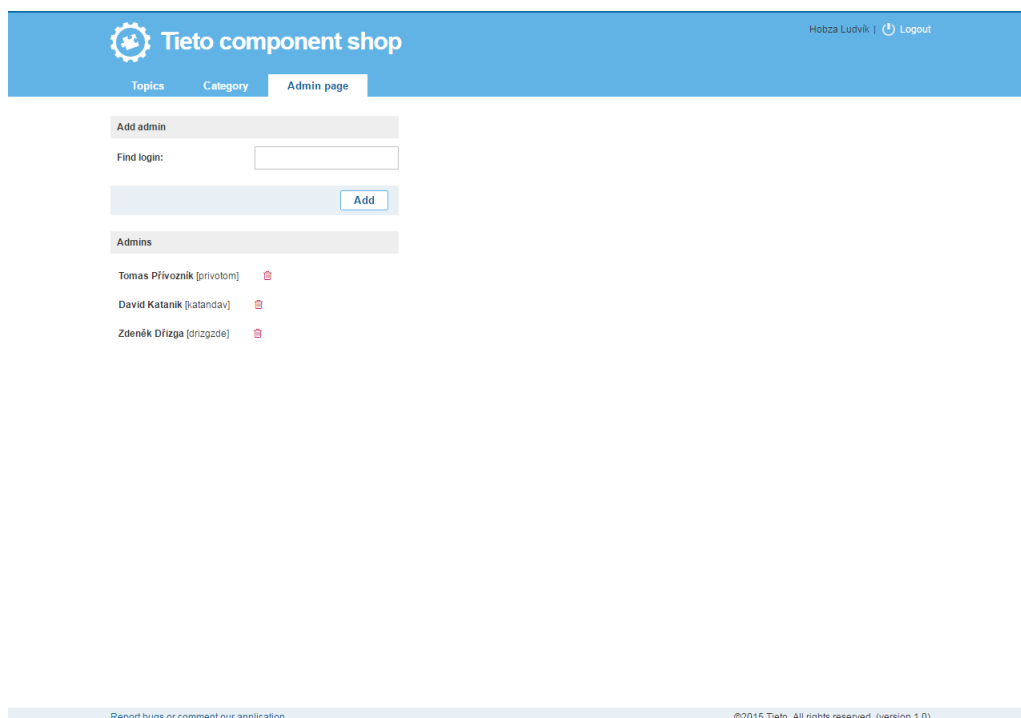 Tieto component shop
Hobza Ludvík | Logout
Topics Category Admin page
Add admin
Find login:
Add
Admins
Tomas Přívozník [privotom]
David Kataník [katandav]
Zdeněk Dřízga [drizgzde]
Report bugs or comment our application
©2015 Tieto. All rights reserved. (version 1.0)